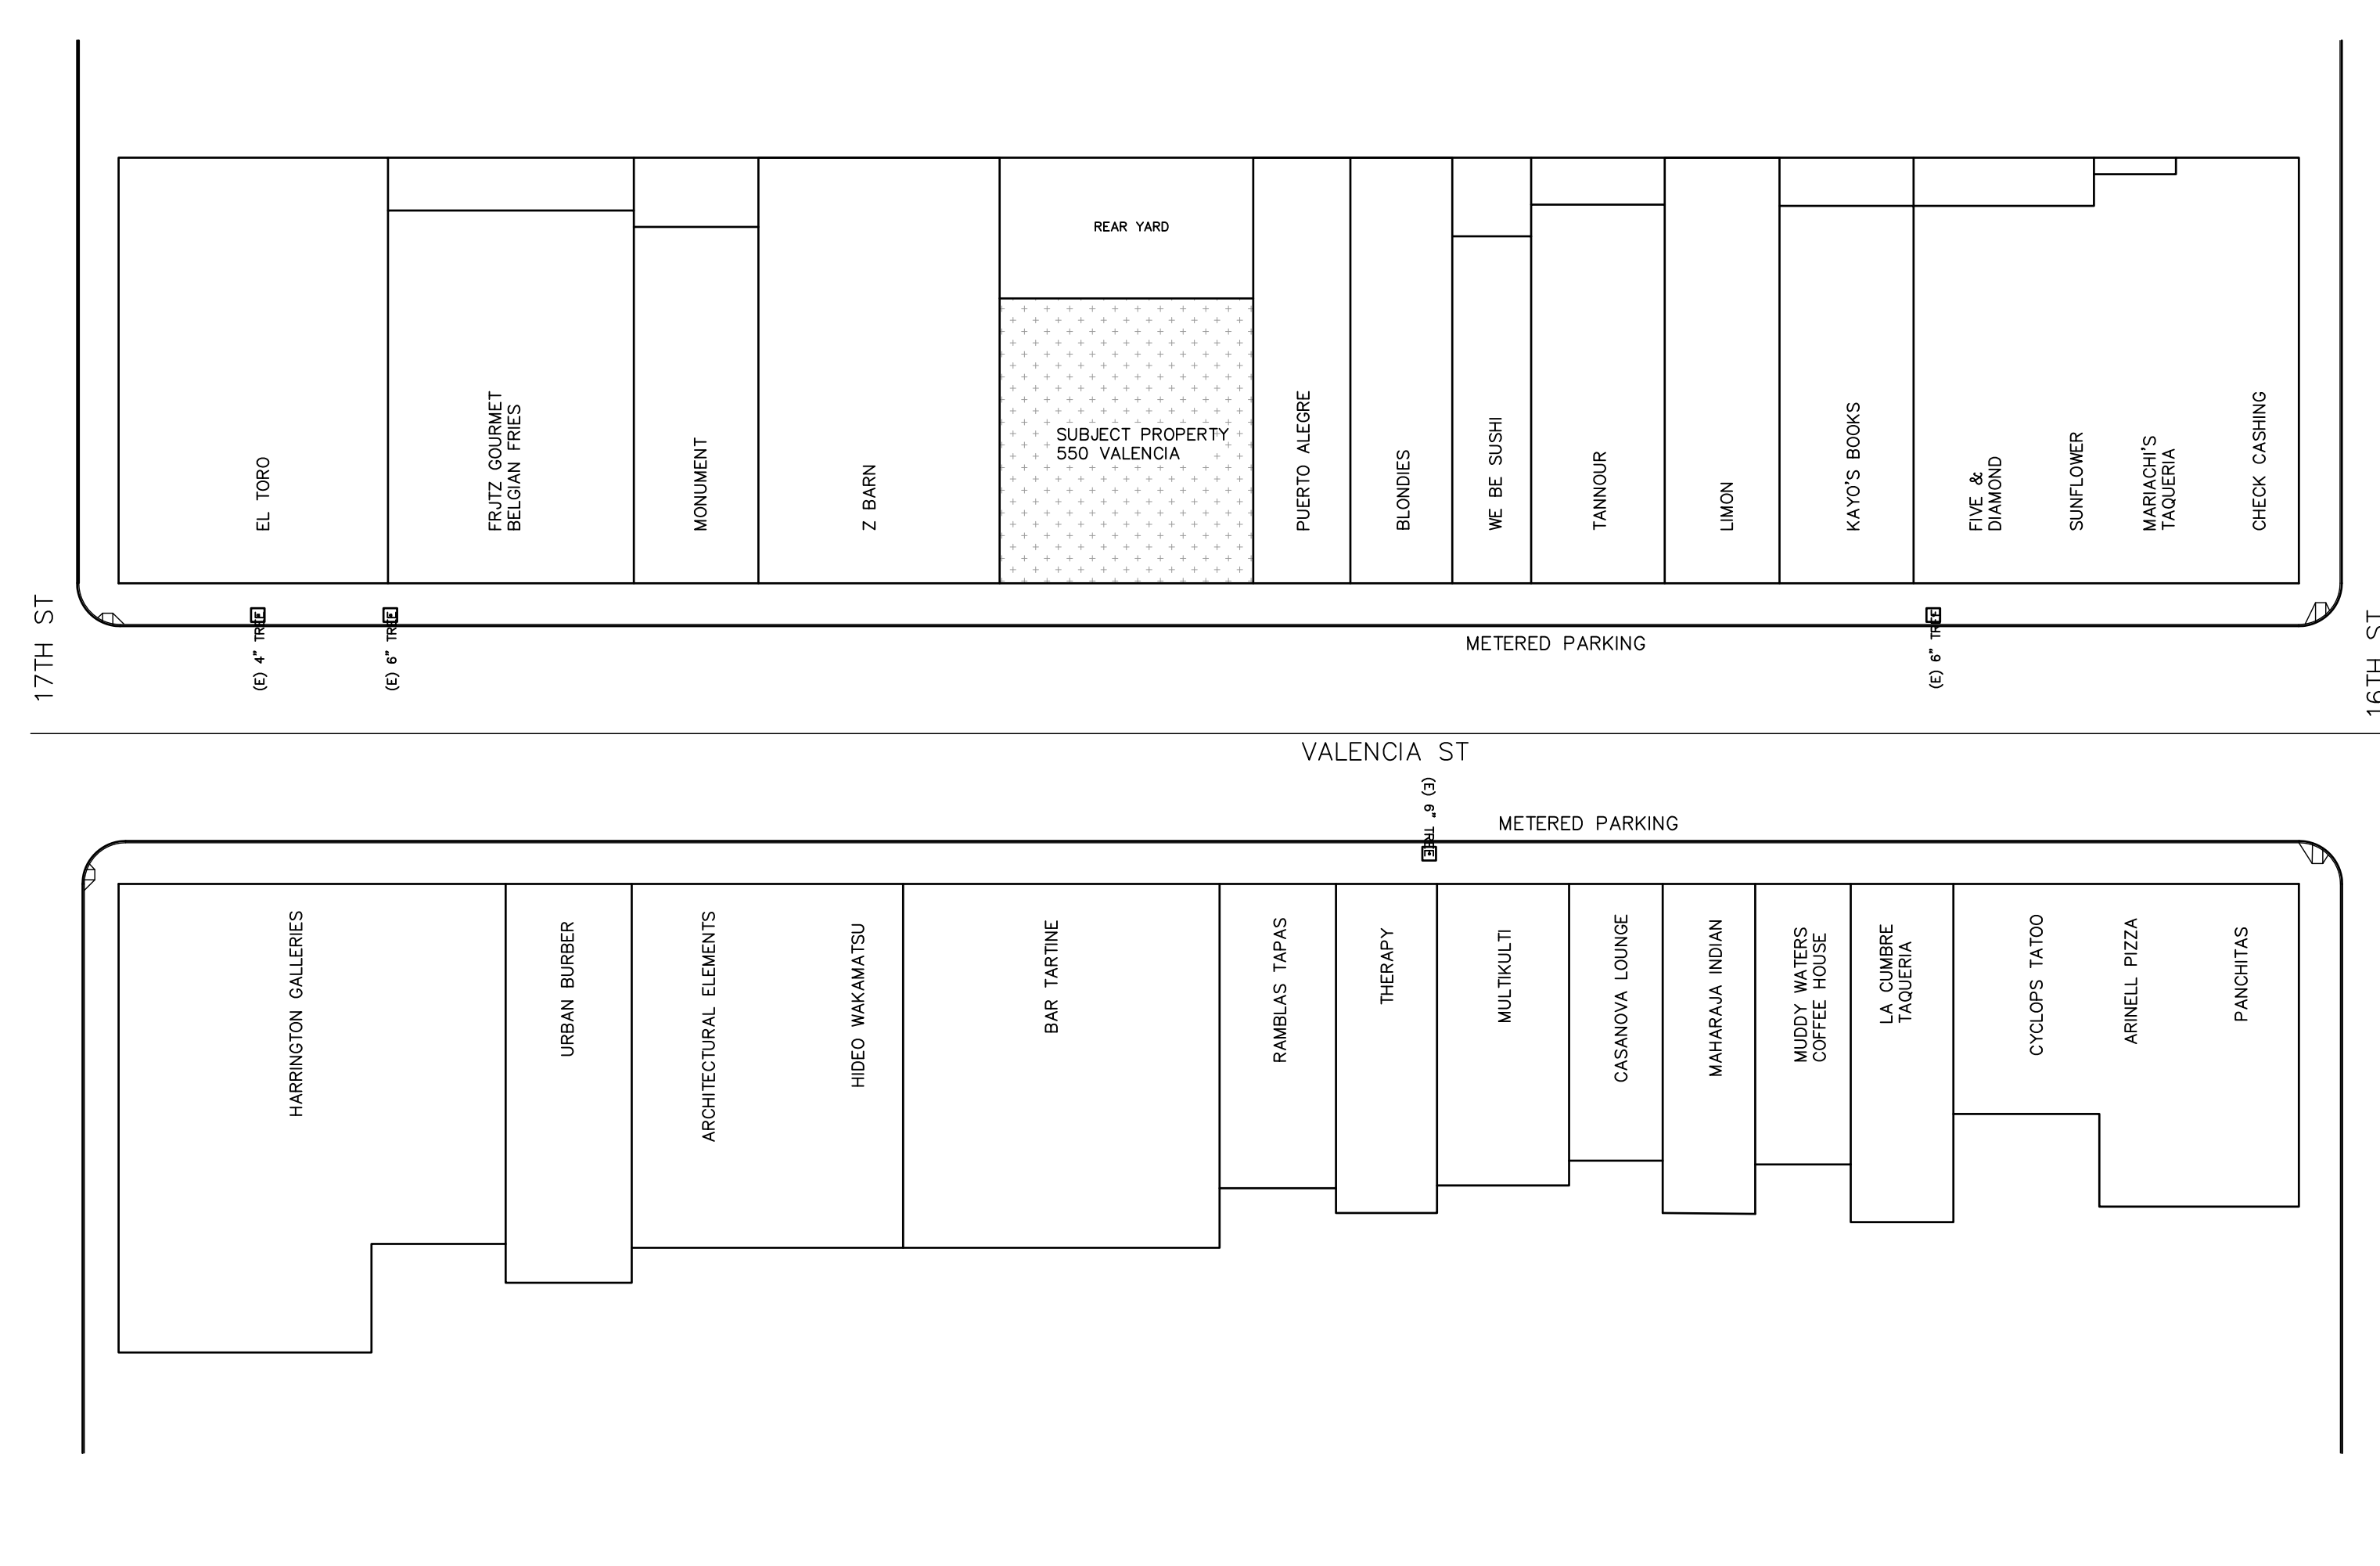 REAR YARD
EL TORO
FRJTZ GOURMET
BELGIAN FRIES
MONUMENT
Z BARN
SUBJECT PROPERTY
550 VALENCIA
PUERTO ALEGRE
BLONDIES
WE BE SUSHI
TANNOUR
LIMON
KAYO'S BOOKS
FIVE &
DIAMOND
SUNFLOWER
MARIACHI'S
TAQUERIA
CHECK CASHING
17TH ST
(E) 4" TREE
(E) 6" TREE
METERED PARKING
(E) 6" TREE
16TH ST
VALENCIA ST
(E) 6" TREE
METERED PARKING
HARRINGTON GALLERIES
URBAN BURBER
ARCHITECTURAL ELEMENTS
HIDEO WAKAMATSU
BAR TARTINE
RAMBLAS TAPAS
THERAPY
MULTIKULTI
CASANOVA LOUNGE
MAHARAJA INDIAN
MUDDY WATERS
COFFEE HOUSE
LA CUMBRE
TAQUERIA
CYCLOPS TATOO
ARINELL PIZZA
PANCHITAS